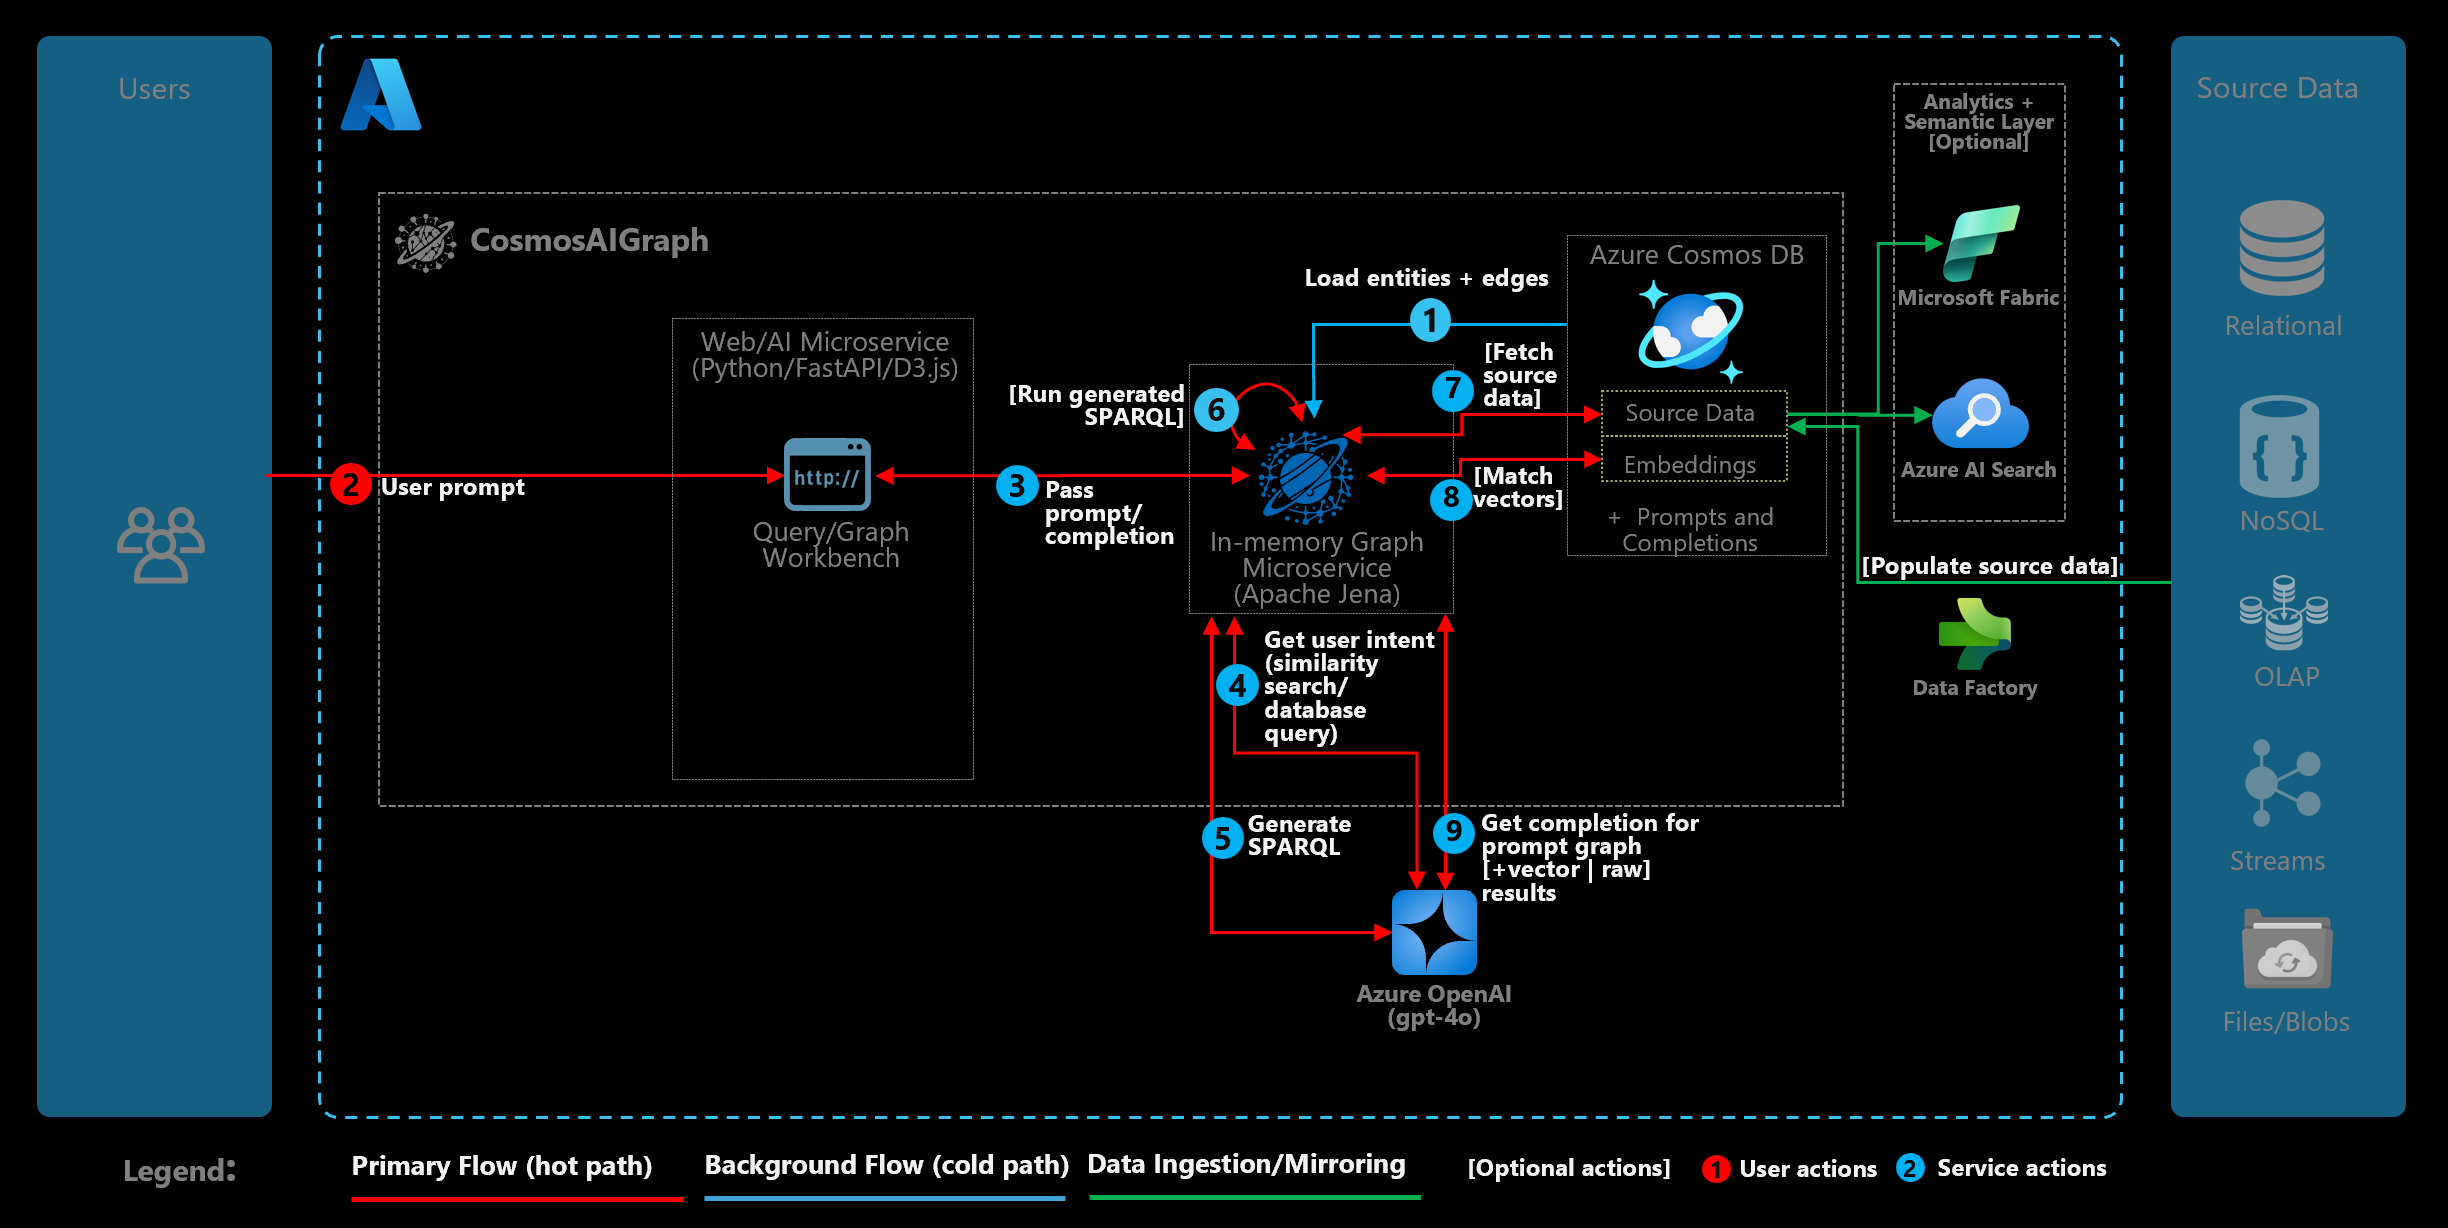 Users
CosmosAIGraph
Web/AI Microservice
(Python/FastAPI/D3.js)
http://
Query/Graph
Workbench
2
User prompt
3
Pass
prompt/
completion
[Run generated
SPARQL]
6
Load entities + edges
1
In-memory Graph
Microservice
(Apache Jena)
7
[Fetch
source
data]
8
[Match
vectors]
Azure Cosmos DB
Source Data
Embeddings
+ Prompts and
Completions
4
Get user intent
(similarity
search/
database
query)
5
Generate
SPARQL
9
Get completion for
prompt graph
[+vector | raw]
results
Azure OpenAI
(gpt-4o)
Analytics +
Semantic Layer
[Optional]
Microsoft Fabric
Azure AI Search
[Populate source data]
Data Factory
Source Data
Relational
{ }
NoSQL
OLAP
Streams
Files/Blobs
Legend:
Primary Flow (hot path)
Background Flow (cold path)
Data Ingestion/Mirroring
[Optional actions]
1 User actions
2 Service actions